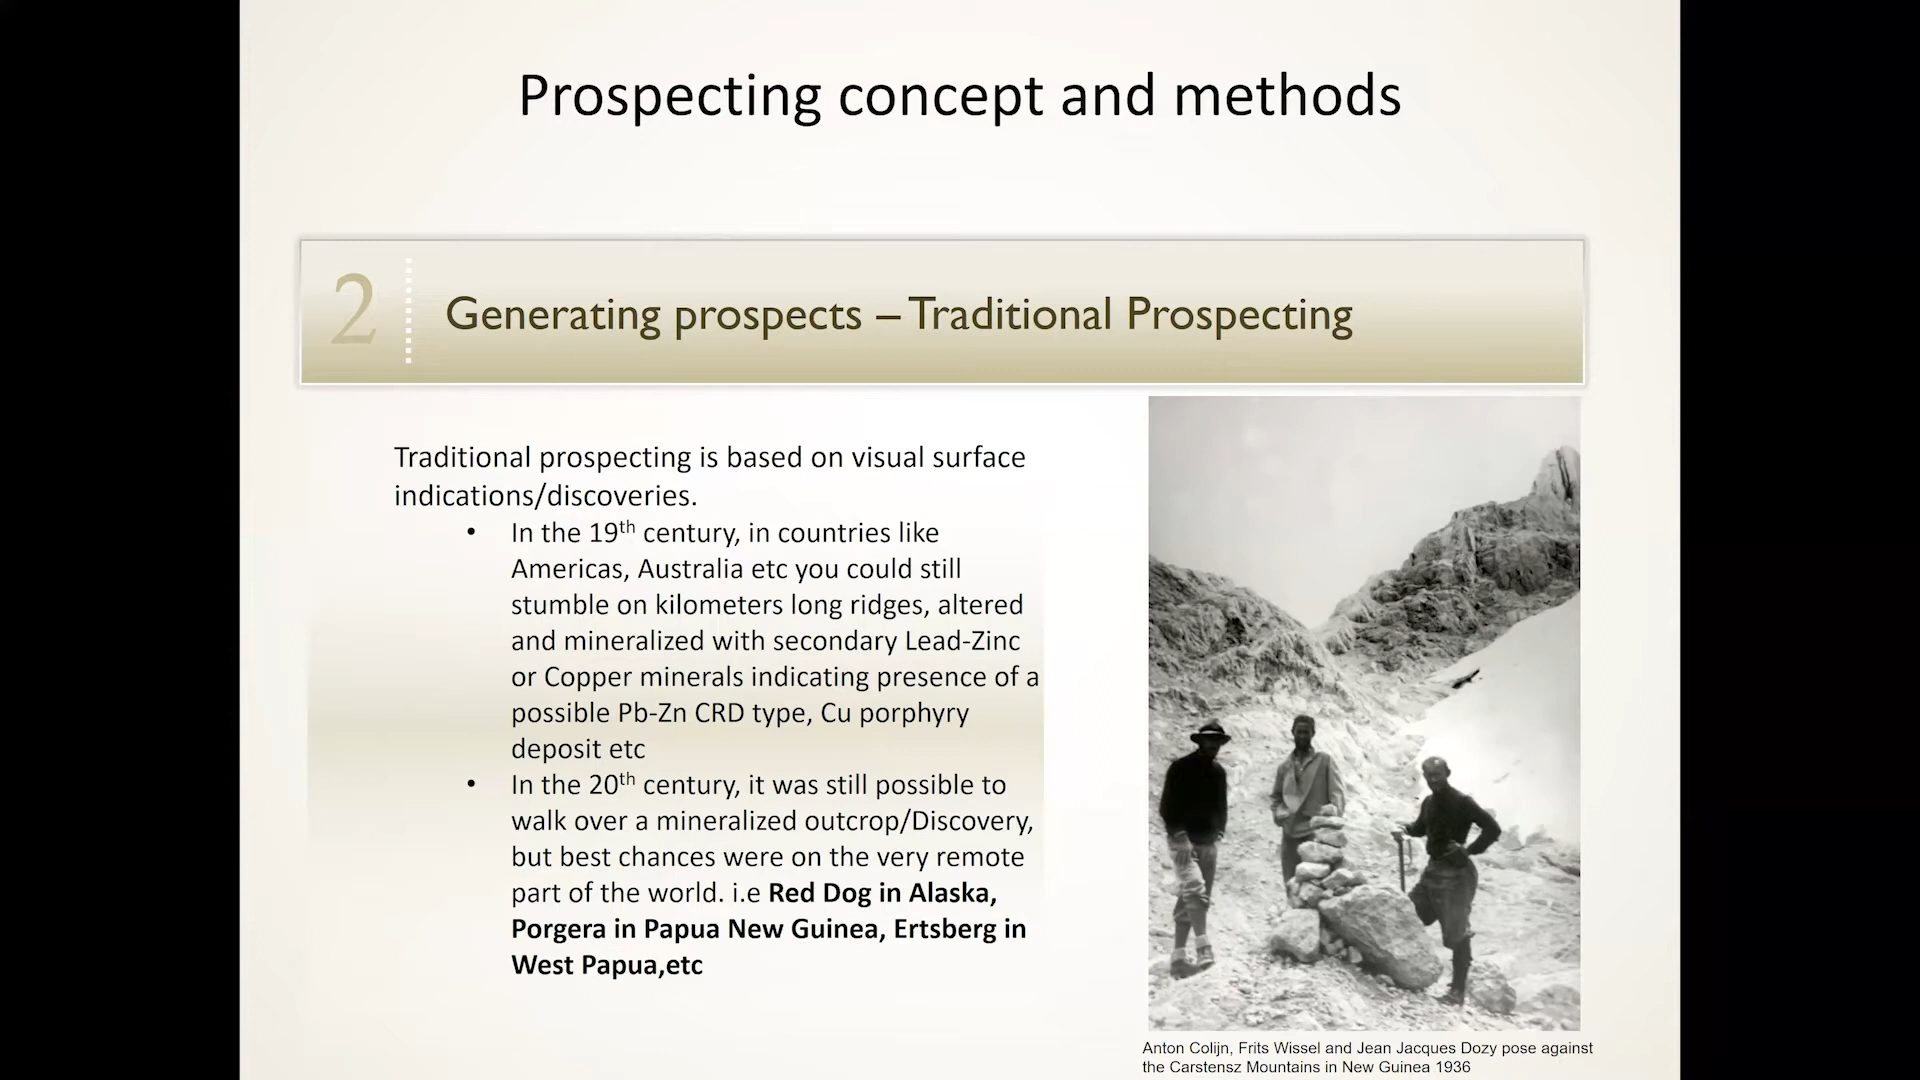 Prospecting concept and methods
2
Generating prospects – Traditional Prospecting
Traditional prospecting is based on visual surface
indications/discoveries.
• In the 19th century, in countries like
Americas, Australia etc you could still
stumble on kilometers long ridges, altered
and mineralized with secondary Lead-Zinc
or Copper minerals indicating presence of a
possible Pb-Zn CRD type, Cu porphyry
deposit etc
• In the 20th century, it was still possible to
walk over a mineralized outcrop/Discovery,
but best chances were on the very remote
part of the world. i.e Red Dog in Alaska,
Porgera in Papua New Guinea, Ertsberg in
West Papua,etc
Anton Colijn, Frits Wissel and Jean Jacques Dozy pose against
the Carstensz Mountains in New Guinea 1936